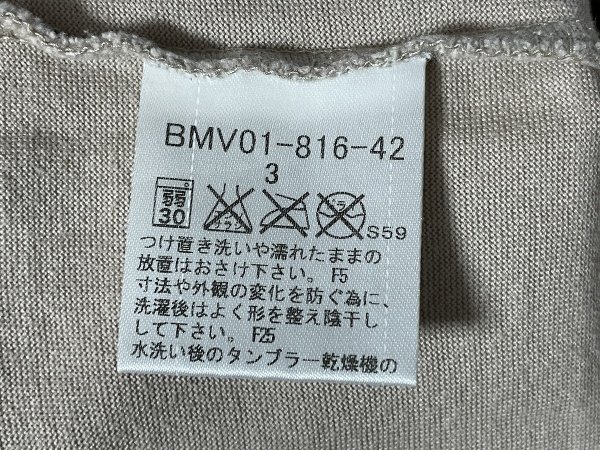 BMV01-816-42
3
弱
30
S59
つけ置き洗いや濡れたままの
放置はおさけ下さい。F5
寸法や外観の変化を防ぐ為に、
洗濯後はよく形を整え陰干し
して下さい。F25
水洗い後のタンブラー乾燥機の